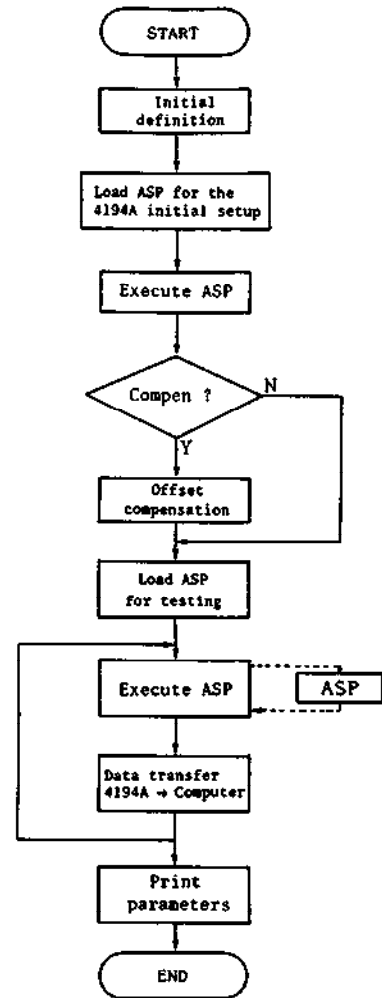 START
Initial
definition
Load ASP for the
4194A initial setup
Execute ASP
Compen ?
N
Y
Offset
compensation
Load ASP
for testing
Execute ASP
ASP
Data transfer
4194A → Computer
Print
parameters
END